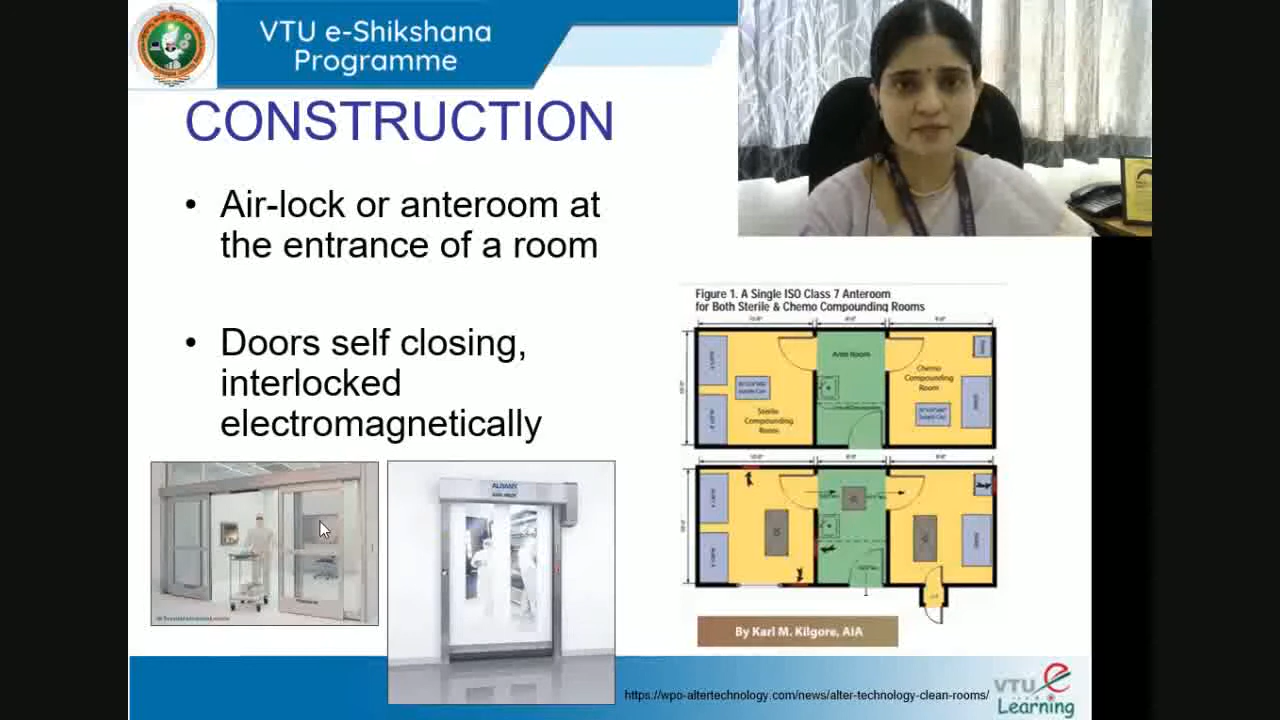 VTU e-Shikshana
Programme
CONSTRUCTION
• Air-lock or anteroom at
the entrance of a room
• Doors self closing,
interlocked
electromagnetically
Figure 1. A Single ISO Class 7 Anteroom
for Both Sterile & Chemo Compounding Rooms
Ante Room
Chemo
Compounding
Room
Sterile
Compounding
Room
ALBANY
By Karl M. Kilgore, AIA
https://wpo-altertechnology.com/news/alter-technology-clean-rooms/
VTU e
Learning